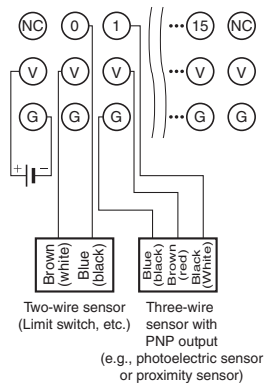 NC 0 1 ••• 15 NC
V V V ••• V V
G G G ••• G G
+ −
Brown
(white)
Blue
(black)
Blue
(black)
Brown
(red)
Black
(White)
Two-wire sensor
(Limit switch, etc.)
Three-wire
sensor with
PNP output
(e.g., photoelectric sensor
or proximity sensor)